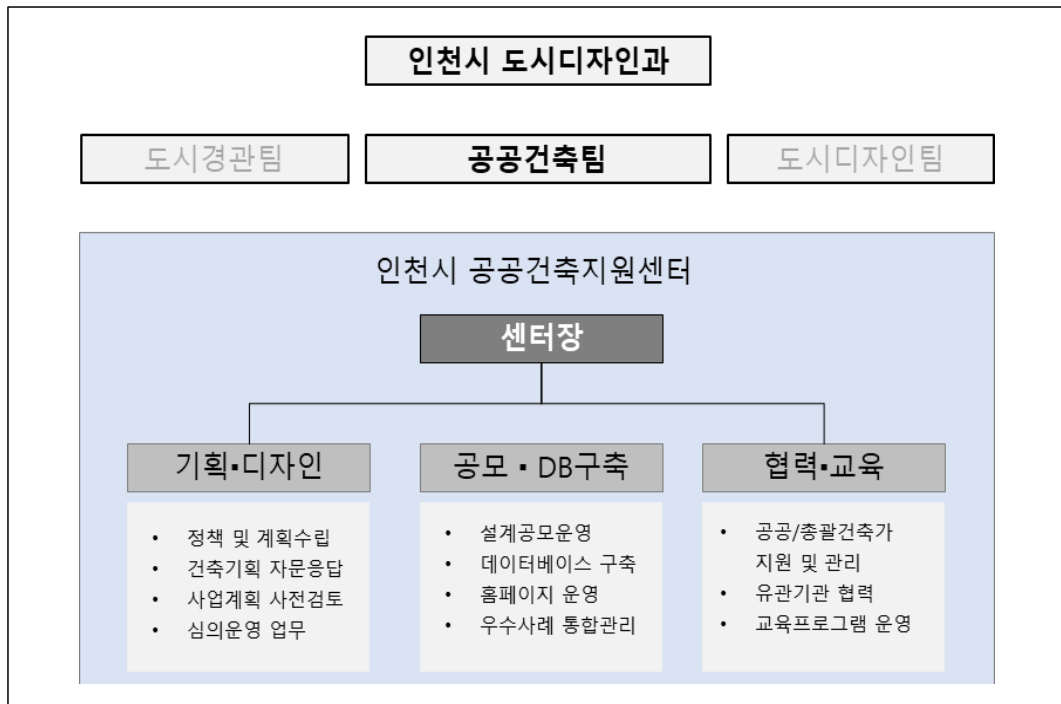 인천시 도시디자인과
도시경관팀
공공건축팀
도시디자인팀
인천시 공공건축지원센터
센터장
기획▪디자인
• 정책 및 계획수립
• 건축기획 자문응답
• 사업계획 사전검토
• 심의운영 업무
공모 ▪ DB구축
• 설계공모운영
• 데이터베이스 구축
• 홈페이지 운영
• 우수사례 통합관리
협력▪교육
• 공공/총괄건축가
지원 및 관리
• 유관기관 협력
• 교육프로그램 운영